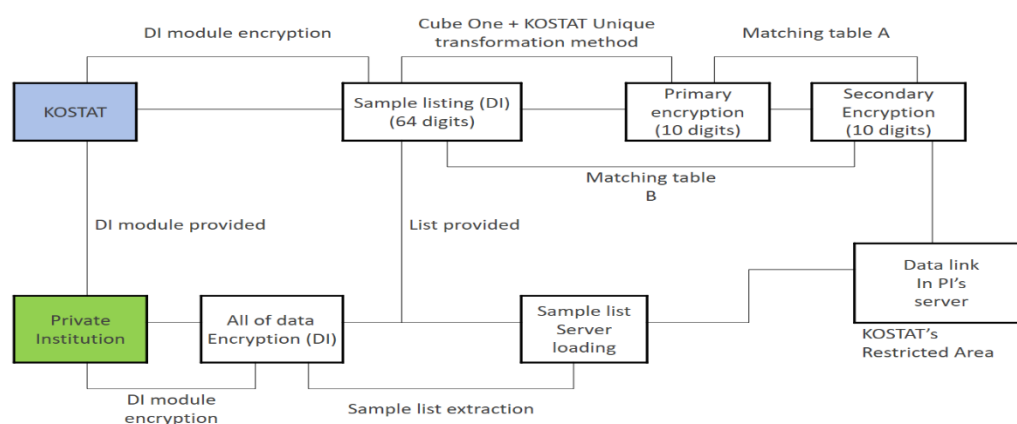 DI module encryption
Cube One + KOSTAT Unique
transformation method
Matching table A
KOSTAT
Sample listing (DI)
(64 digits)
Primary
encryption
(10 digits)
Secondary
Encryption
(10 digits)
Matching table
B
DI module provided
List provided
Data link
In PI's
server
Private
Institution
All of data
Encryption (DI)
Sample list
Server
loading
KOSTAT's
Restricted Area
DI module
encryption
Sample list extraction